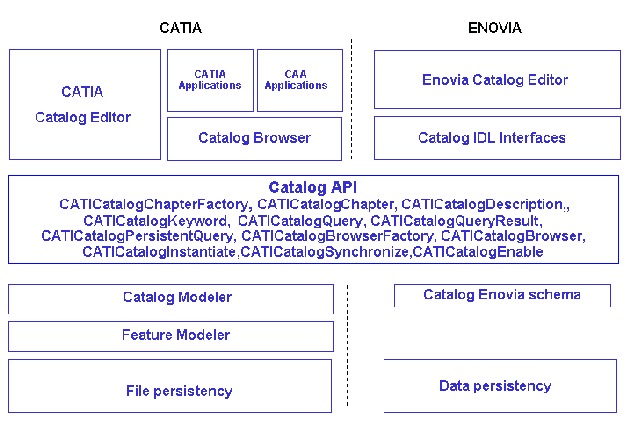 CATIA
ENOVIA
CATIA
Catalog Editor
CATIA
Applications
CAA
Applications
Catalog Browser
Enovia Catalog Editor
Catalog IDL Interfaces
Catalog API
CATICatalogChapterFactory, CATICatalogChapter, CATICatalogDescription,,
CATICatalogKeyword, CATICatalogQuery, CATICatalogQueryResult,
CATICatalogPersistentQuery, CATICatalogBrowserFactory, CATICatalogBrowser,
CATICatalogInstantiate,CATICatalogSynchronize,CATICatalogEnable
Catalog Modeler
Catalog Enovia schema
Feature Modeler
File persistency
Data persistency